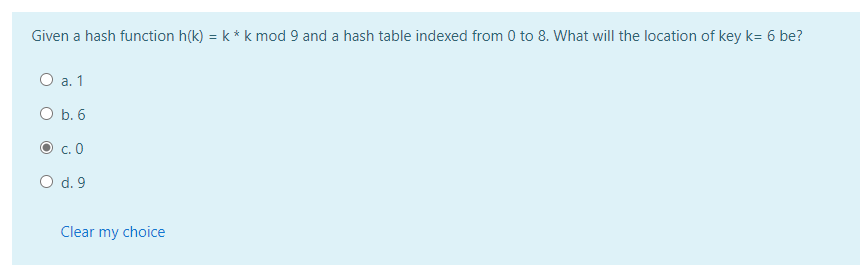 Given a hash function h(k) = k * k mod 9 and a hash table indexed from 0 to 8. What will the location of key k= 6 be?
a. 1
b. 6
c. 0
d. 9
Clear my choice